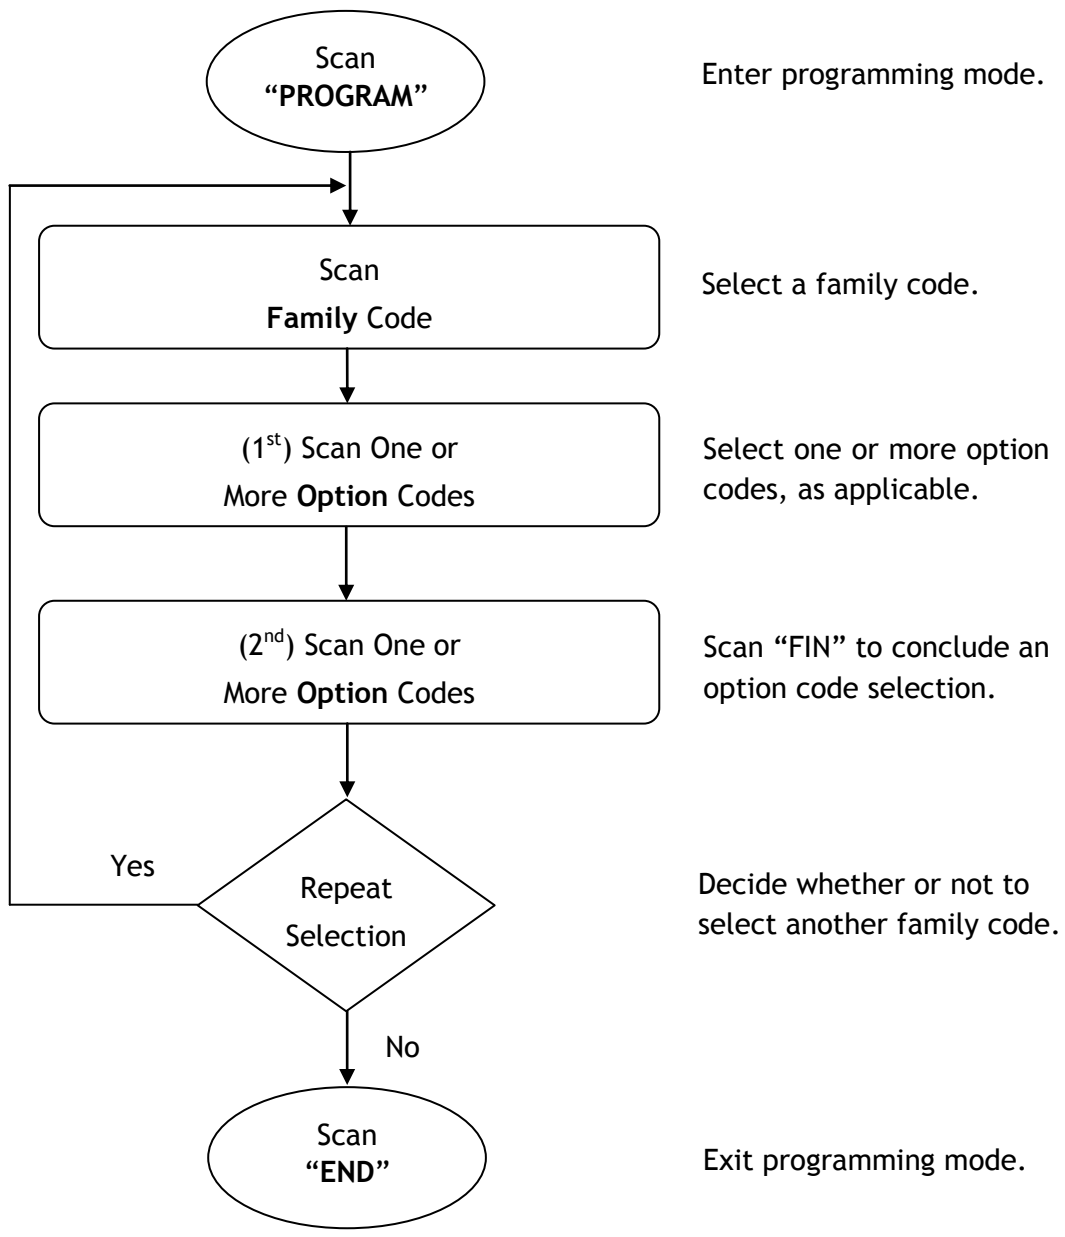 Scan
“PROGRAM”
Enter programming mode.
Scan
Family Code
Select a family code.
(1st) Scan One or
More Option Codes
Select one or more option
codes, as applicable.
(2nd) Scan One or
More Option Codes
Scan “FIN” to conclude an
option code selection.
Yes
Repeat
Selection
Decide whether or not to
select another family code.
No
Scan
“END”
Exit programming mode.